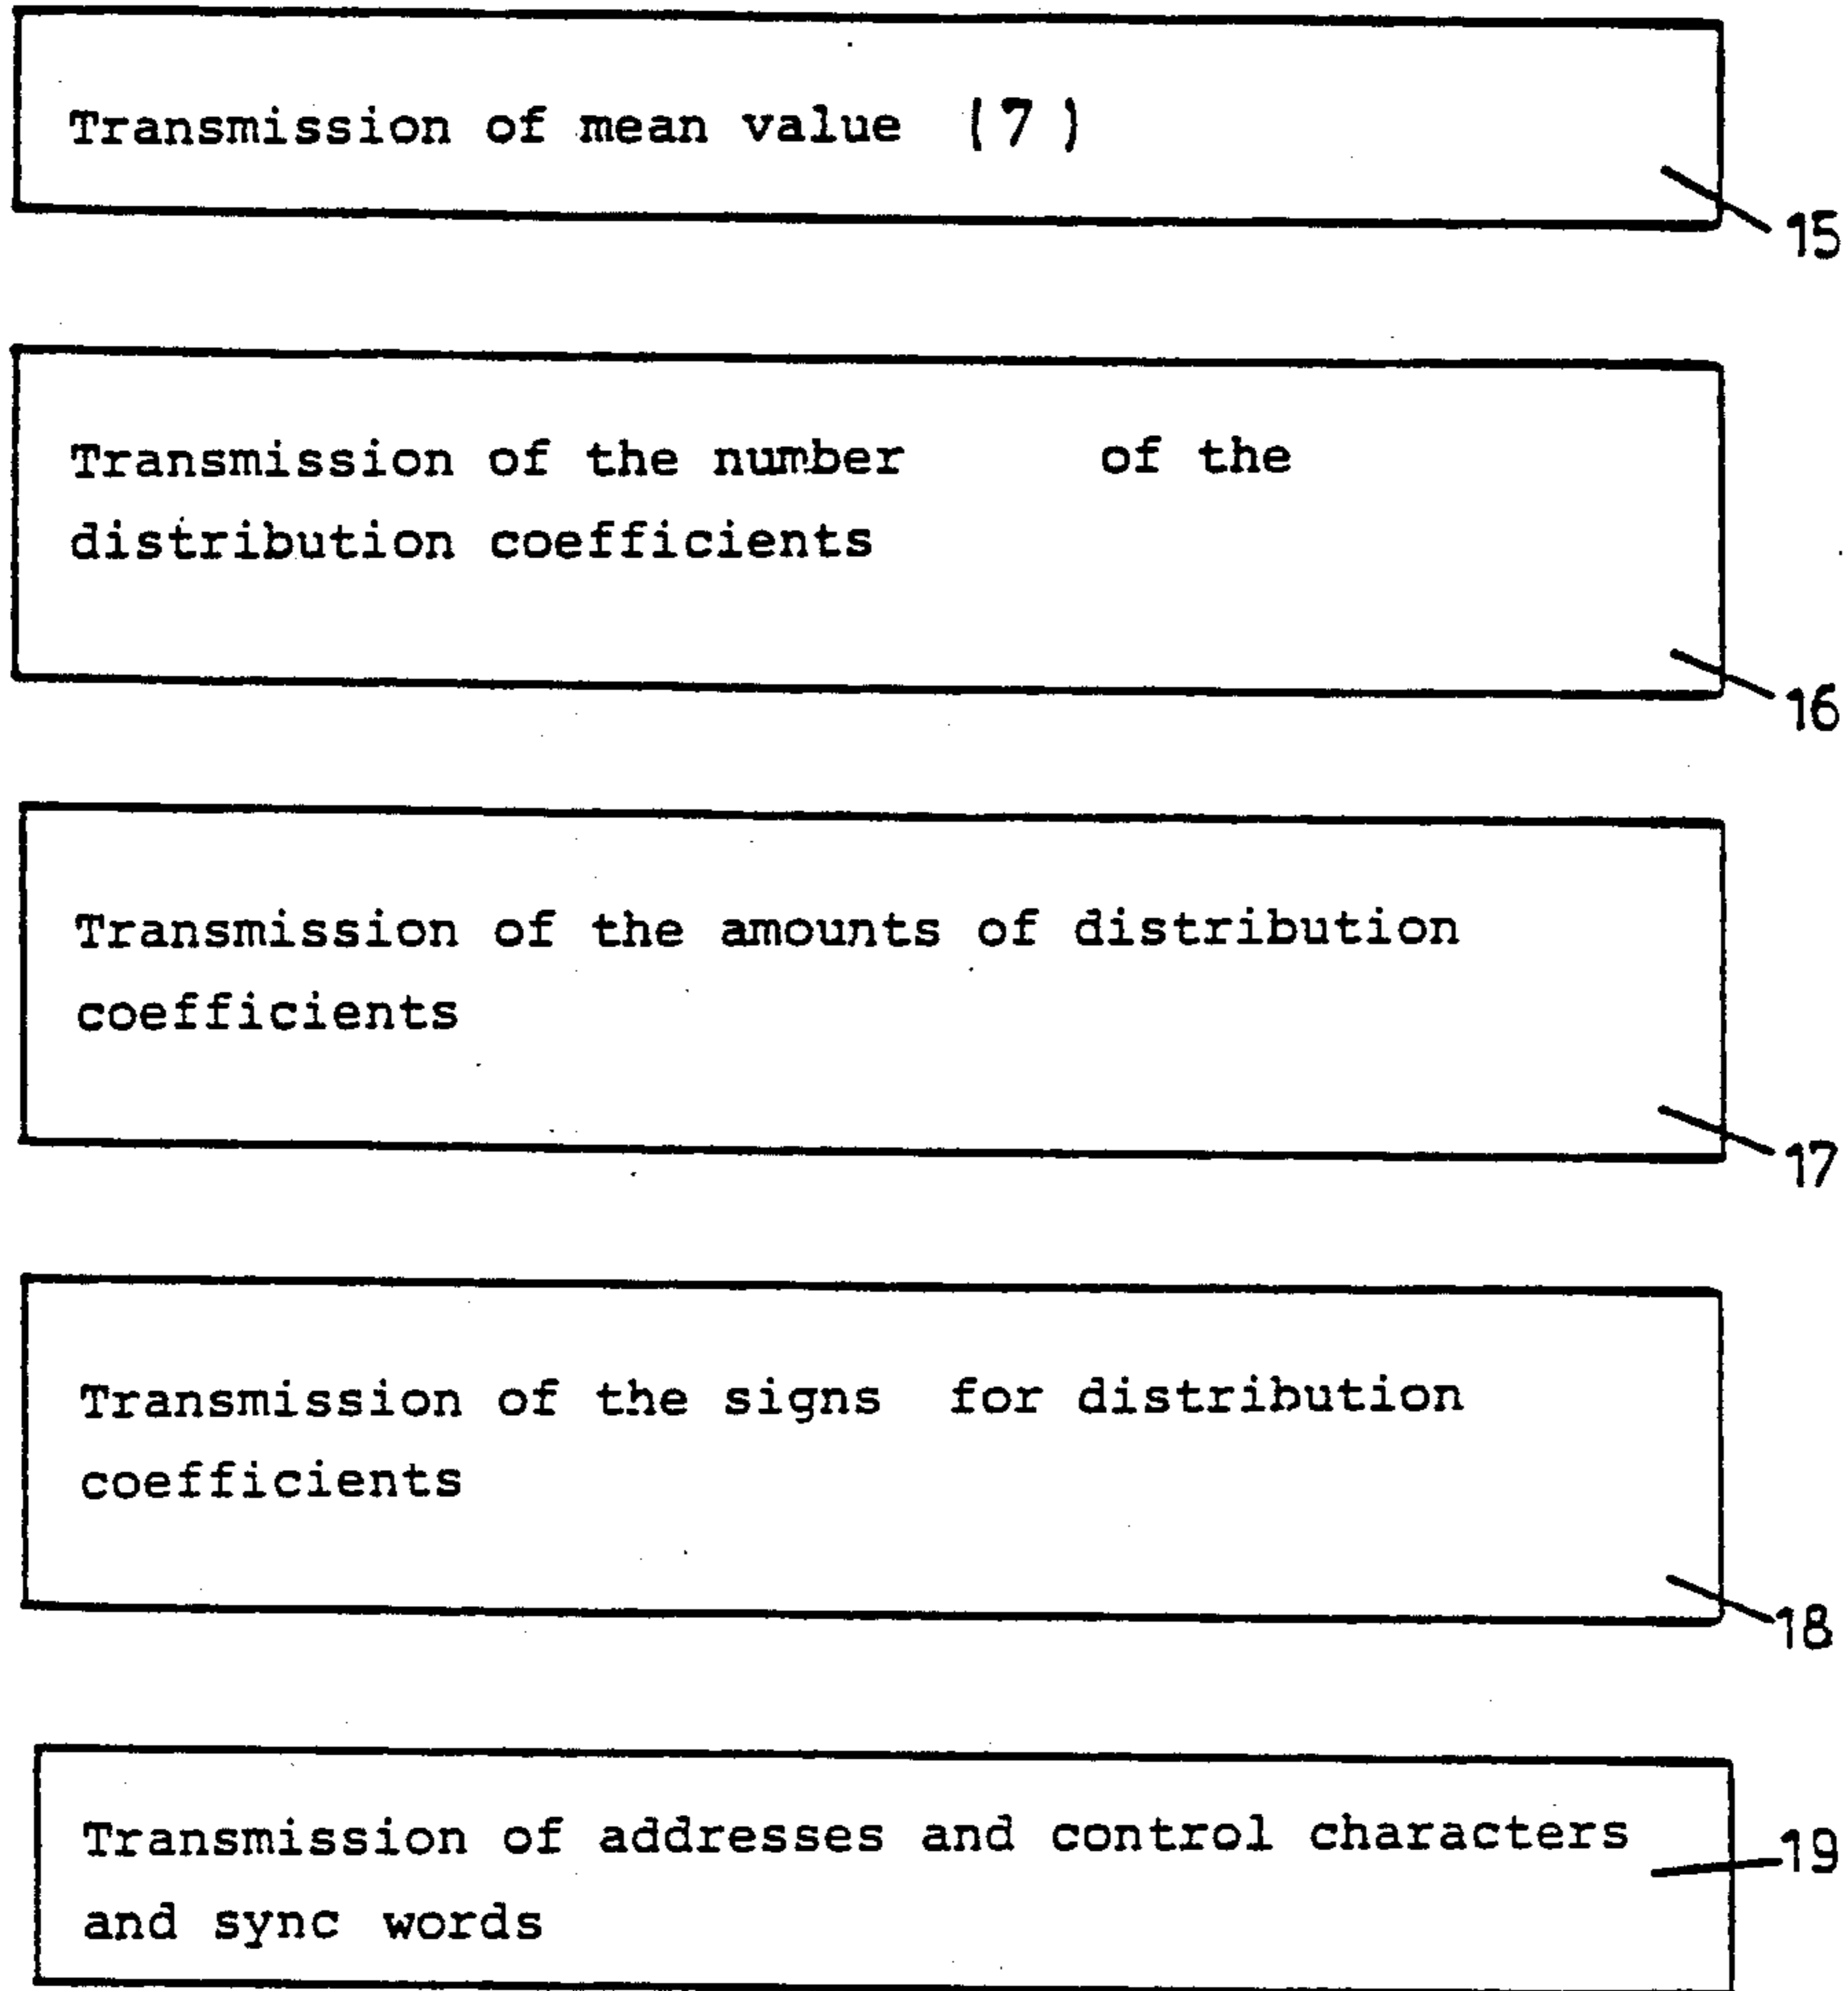 Transmission of mean value (7)
15
Transmission of the number of the
distribution coefficients
16
Transmission of the amounts of distribution
coefficients
17
Transmission of the signs for distribution
coefficients
18
Transmission of addresses and control characters
19
and sync words